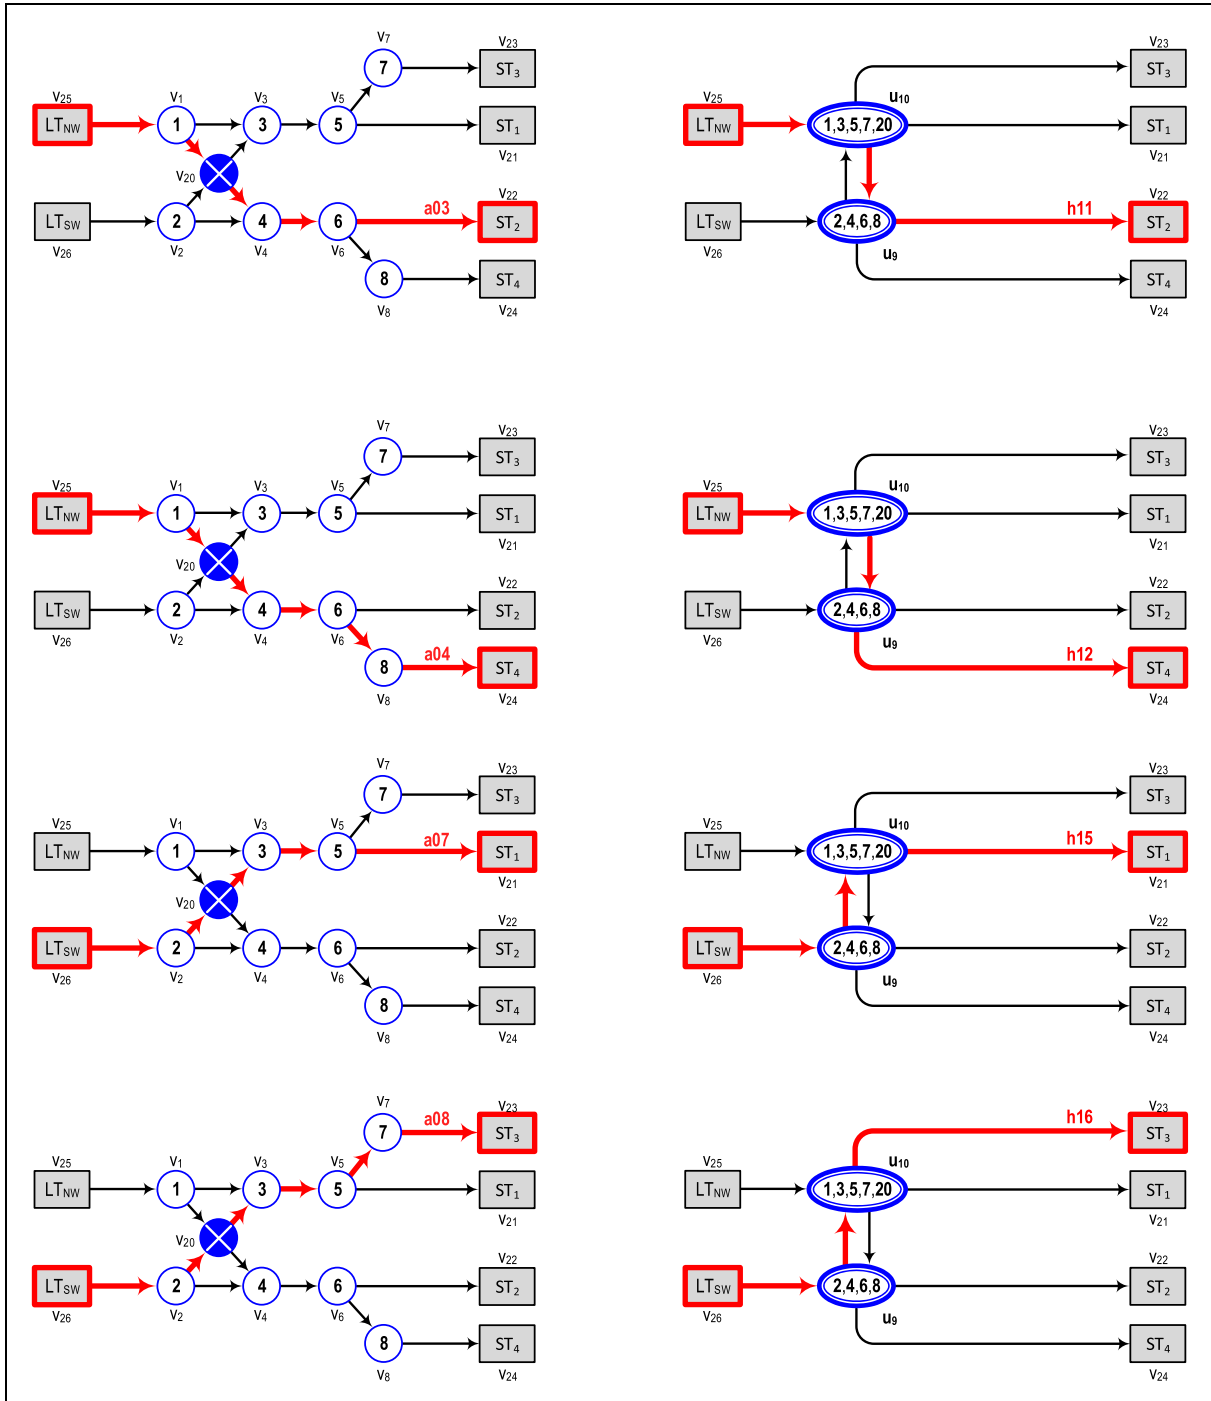 V7 V23 V23
7 ST3 ST3
V25 V1 V3 V5 V25 u10
LTNW 1 3 5 ST1 LTNW 1,3,5,7,20 ST1
V20 V21 V21
V22 V22
a03 h11
LTSW 2 4 6 ST2 LTSW 2,4,6,8 ST2
V26 V2 V4 V6 V26 u9
8 ST4 ST4
V8 V24 V24
V7 V23 V23
7 ST3 ST3
V25 V1 V3 V5 V25 u10
LTNW 1 3 5 ST1 LTNW 1,3,5,7,20 ST1
V20 V21 V21
V22 V22
LTSW 2 4 6 ST2 LTSW 2,4,6,8 ST2
V26 V2 V4 V6 V26 u9
a04 h12
8 ST4 ST4
V8 V24 V24
V7 V23 V23
7 ST3 ST3
V25 V1 V3 V5 V25 u10
a07 h15
LTNW 1 3 5 ST1 LTNW 1,3,5,7,20 ST1
V20 V21 V21
V22 V22
LTSW 2 4 6 ST2 LTSW 2,4,6,8 ST2
V26 V2 V4 V6 V26 u9
8 ST4 ST4
V8 V24 V24
V7 V23 V23
a08 h16
7 ST3 ST3
V25 V1 V3 V5 V25 u10
LTNW 1 3 5 ST1 LTNW 1,3,5,7,20 ST1
V20 V21 V21
V22 V22
LTSW 2 4 6 ST2 LTSW 2,4,6,8 ST2
V26 V2 V4 V6 V26 u9
8 ST4 ST4
V8 V24 V24